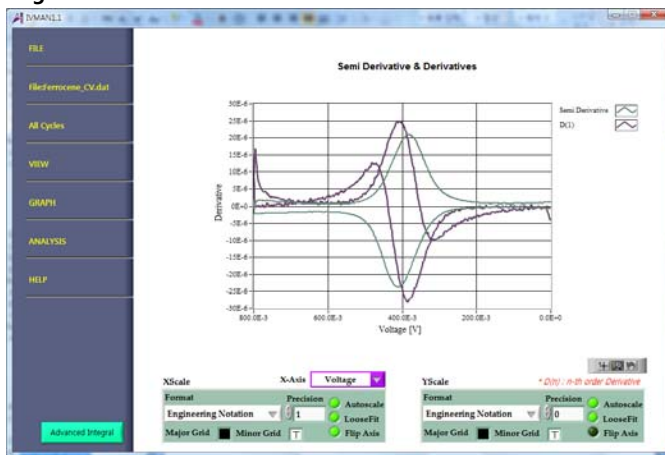 IVMAN1.1
FILE
File:Ferrocene_CV.dat
All Cycles
VIEW
GRAPH
ANALYSIS
HELP
Advanced Integral
Semi Derivative & Derivatives
Semi Derivative
D(1)
Derivative
30E-6
25E-6
20E-6
15E-6
10E-6
5E-6
0E+0
-5E-6
-10E-6
-15E-6
-20E-6
-25E-6
-30E-6
800.0E-3 600.0E-3 400.0E-3 200.0E-3 0.0E+0
Voltage [V]
XScale X-Axis Voltage
Format Precision
Engineering Notation 1
Autoscale
LooseFit
Major Grid Minor Grid T Flip Axis
YScale * D(n) : n-th order Derivative
Format Precision
Engineering Notation 0
Autoscale
LooseFit
Major Grid Minor Grid T Flip Axis